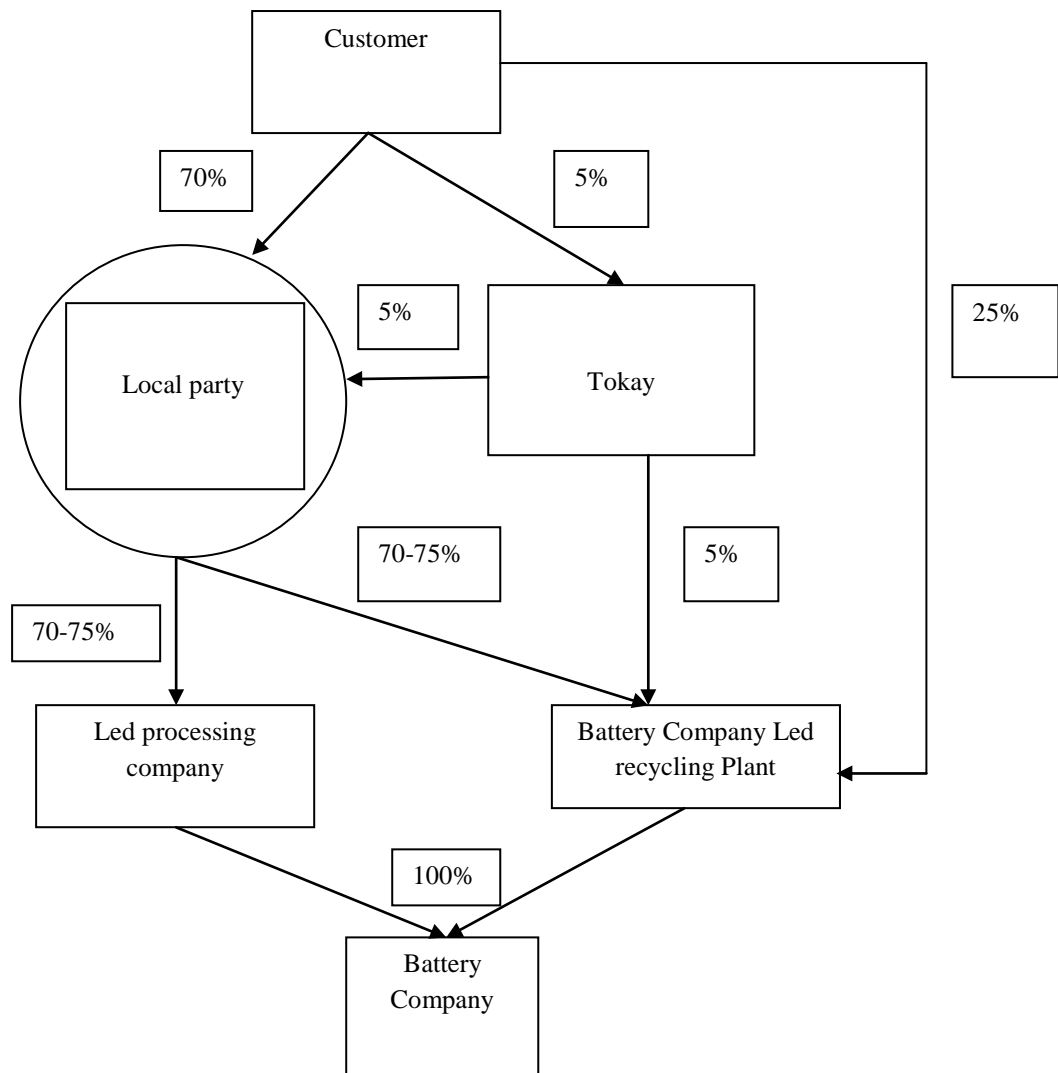 Customer
70%
5%
5%
25%
Local party
Tokay
70-75%
5%
70-75%
Led processing
company
Battery Company Led
recycling Plant
100%
Battery
Company